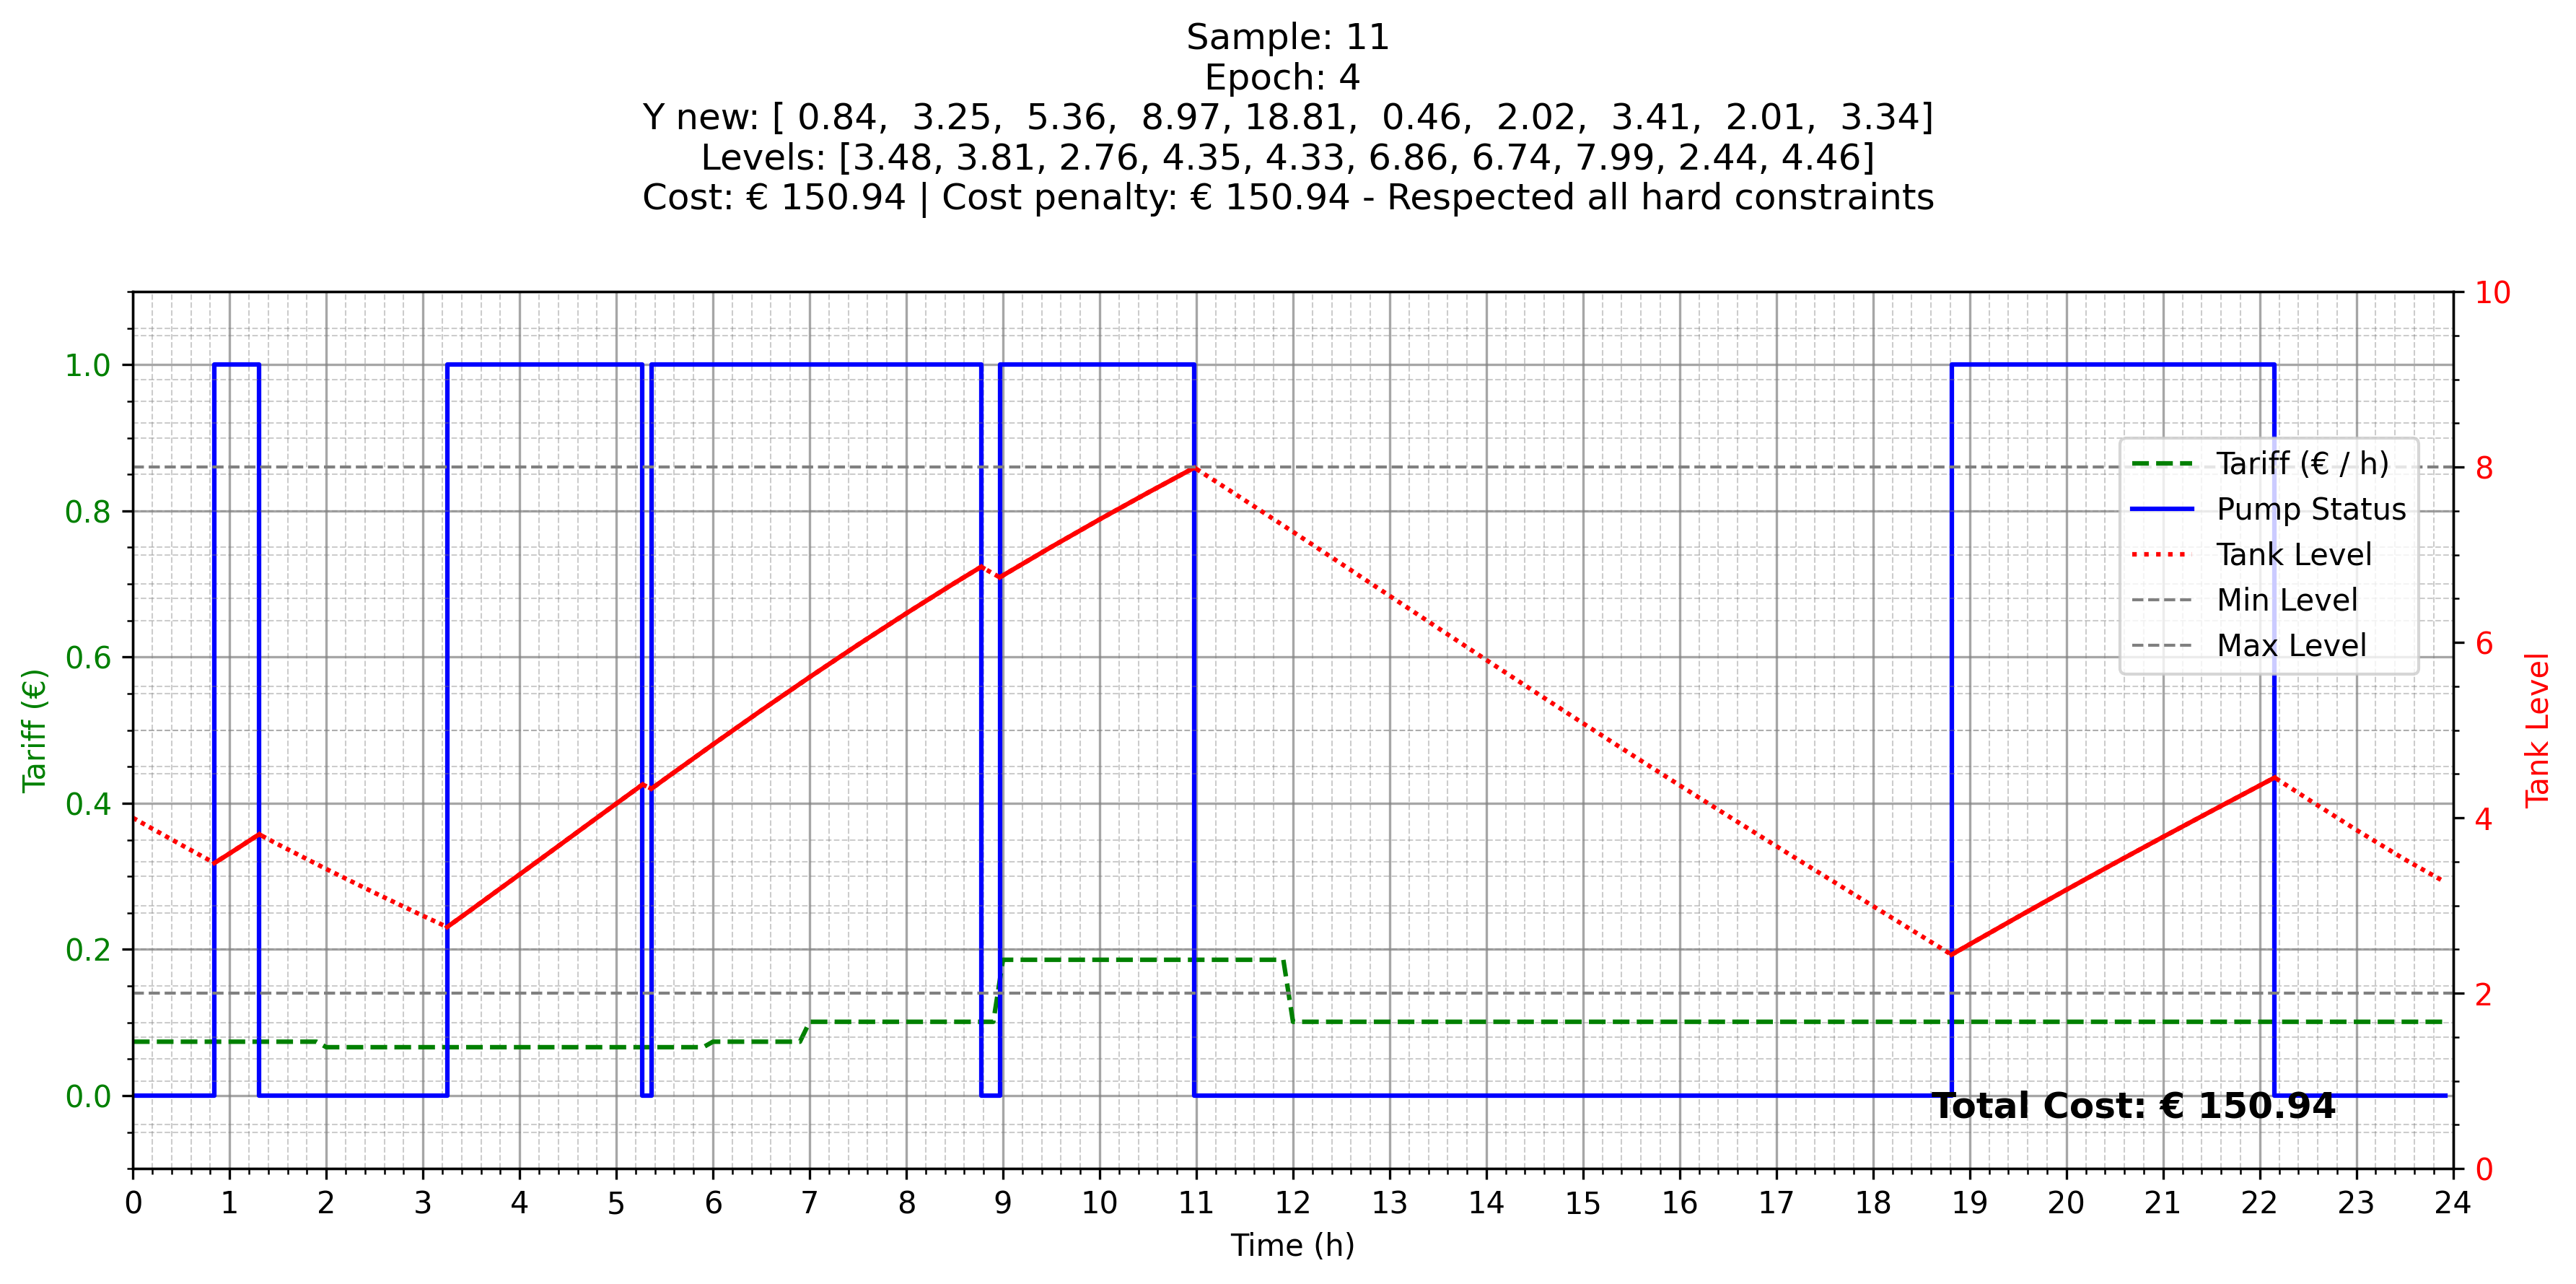 Sample: 11
Epoch: 4
Y new: [ 0.84,  3.25,  5.36,  8.97, 18.81,  0.46,  2.02,  3.41,  2.01,  3.34]
Levels: [3.48, 3.81, 2.76, 4.35, 4.33, 6.86, 6.74, 7.99, 2.44, 4.46]
Cost: € 150.94 | Cost penalty: € 150.94 - Respected all hard constraints
Tariff (€)
1.0
0.8
0.6
0.4
0.2
0.0
10
8
6
4
2
0
Tank Level
Tariff (€ / h)
Pump Status
Tank Level
Min Level
Max Level
Total Cost: € 150.94
0 1 2 3 4 5 6 7 8 9 10 11 12 13 14 15 16 17 18 19 20 21 22 23 24
Time (h)